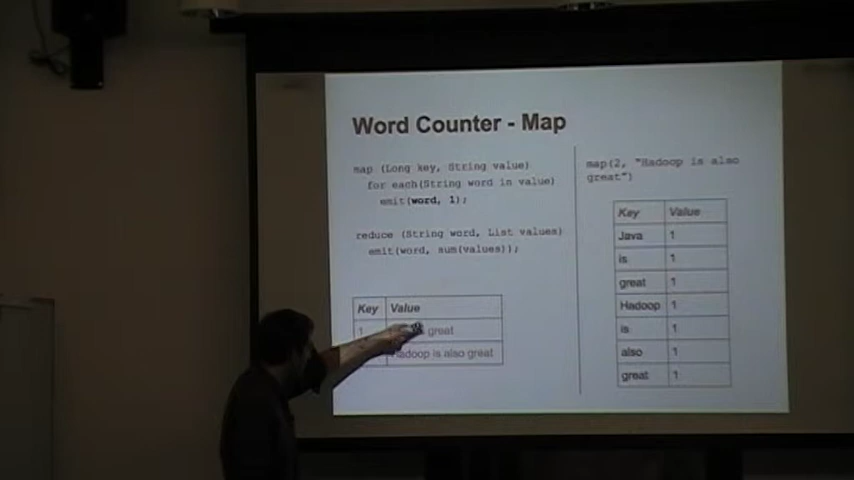 Word Counter - Map
map (Long key, String value)
for each(String word in value)
emit(word, 1);
reduce (String word, List values)
emit(word, sum(values));
Key Value
1 great
Hadoop is also great
map(2, "Hadoop is also
great")
Key Value
Java 1
is 1
great 1
Hadoop 1
is 1
also 1
great 1